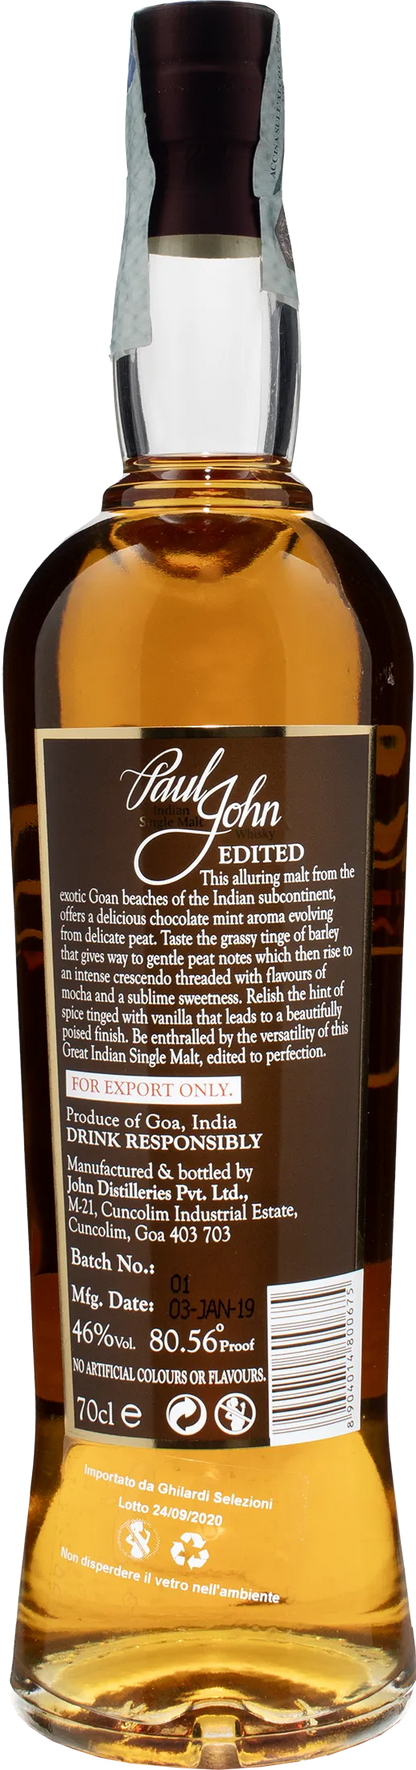 ACCISA SULL'ALCOLE
Paul John
Indian
Single Malt
Whisky
EDITED
This alluring malt from the
exotic Goan beaches of the Indian subcontinent,
offers a delicious chocolate mint aroma evolving
from delicate peat. Taste the grassy tinge of barley
that gives way to gentle peat notes which then rise to
an intense crescendo threaded with flavours of
mocha and a sublime sweetness. Relish the hint of
spice tinged with vanilla that leads to a beautifully
poised finish. Be enthralled by the versatility of this
Great Indian Single Malt, edited to perfection.
FOR EXPORT ONLY.
Produce of Goa, India
DRINK RESPONSIBLY
Manufactured & bottled by
John Distilleries Pvt. Ltd.,
M-21, Cuncolim Industrial Estate,
Cuncolim, Goa 403 703
Batch No.: 01
Mfg. Date: 03-JAN-19
46%Vol. 80.56°Proof
NO ARTIFICIAL COLOURS OR FLAVOURS.
70cl e
8 904014 800675
Importato da Ghilardi Selezioni
Lotto 24/09/2020
Non disperdere il vetro nell'ambiente